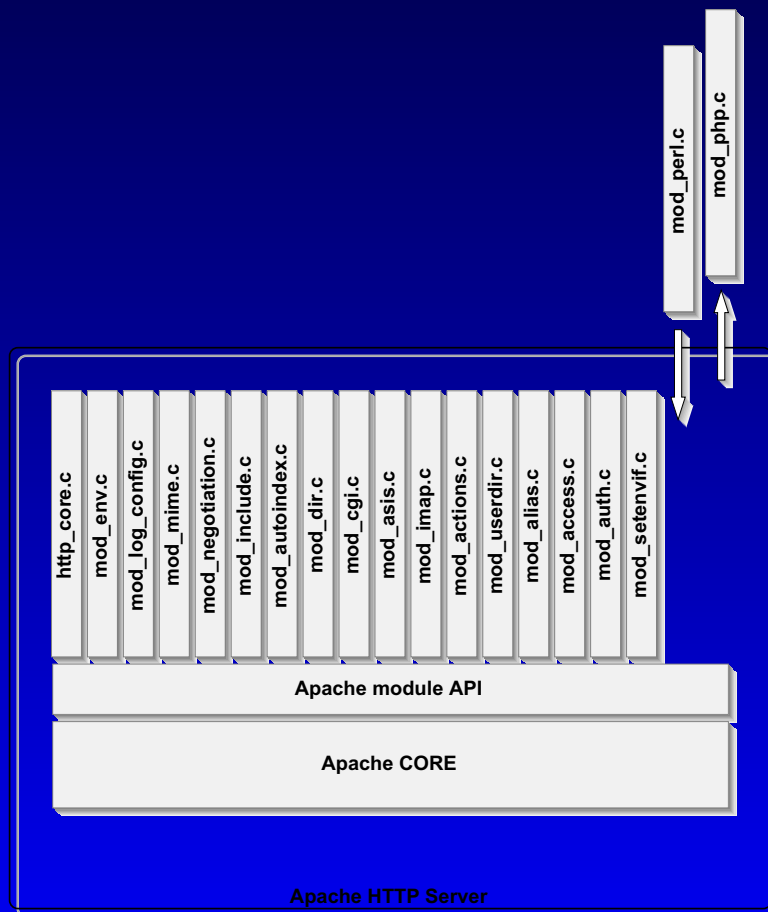 mod_perl.c
mod_php.c
http_core.c
mod_env.c
mod_log_config.c
mod_mime.c
mod_negotiation.c
mod_include.c
mod_autoindex.c
mod_dir.c
mod_cgi.c
mod_asis.c
mod_imap.c
mod_actions.c
mod_userdir.c
mod_alias.c
mod_access.c
mod_auth.c
mod_setenvif.c
Apache module API
Apache CORE
Apache HTTP Server